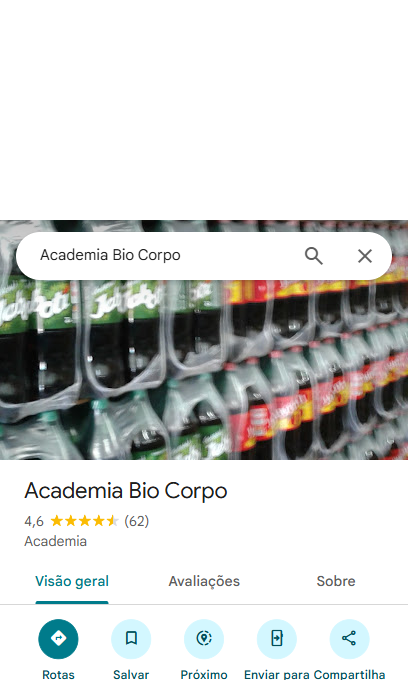 Academia Bio Corpo
Academia Bio Corpo
4,6 (62)
Academia
Visão geral Avaliações Sobre
Rotas Salvar Próximo Enviar para Compartilha